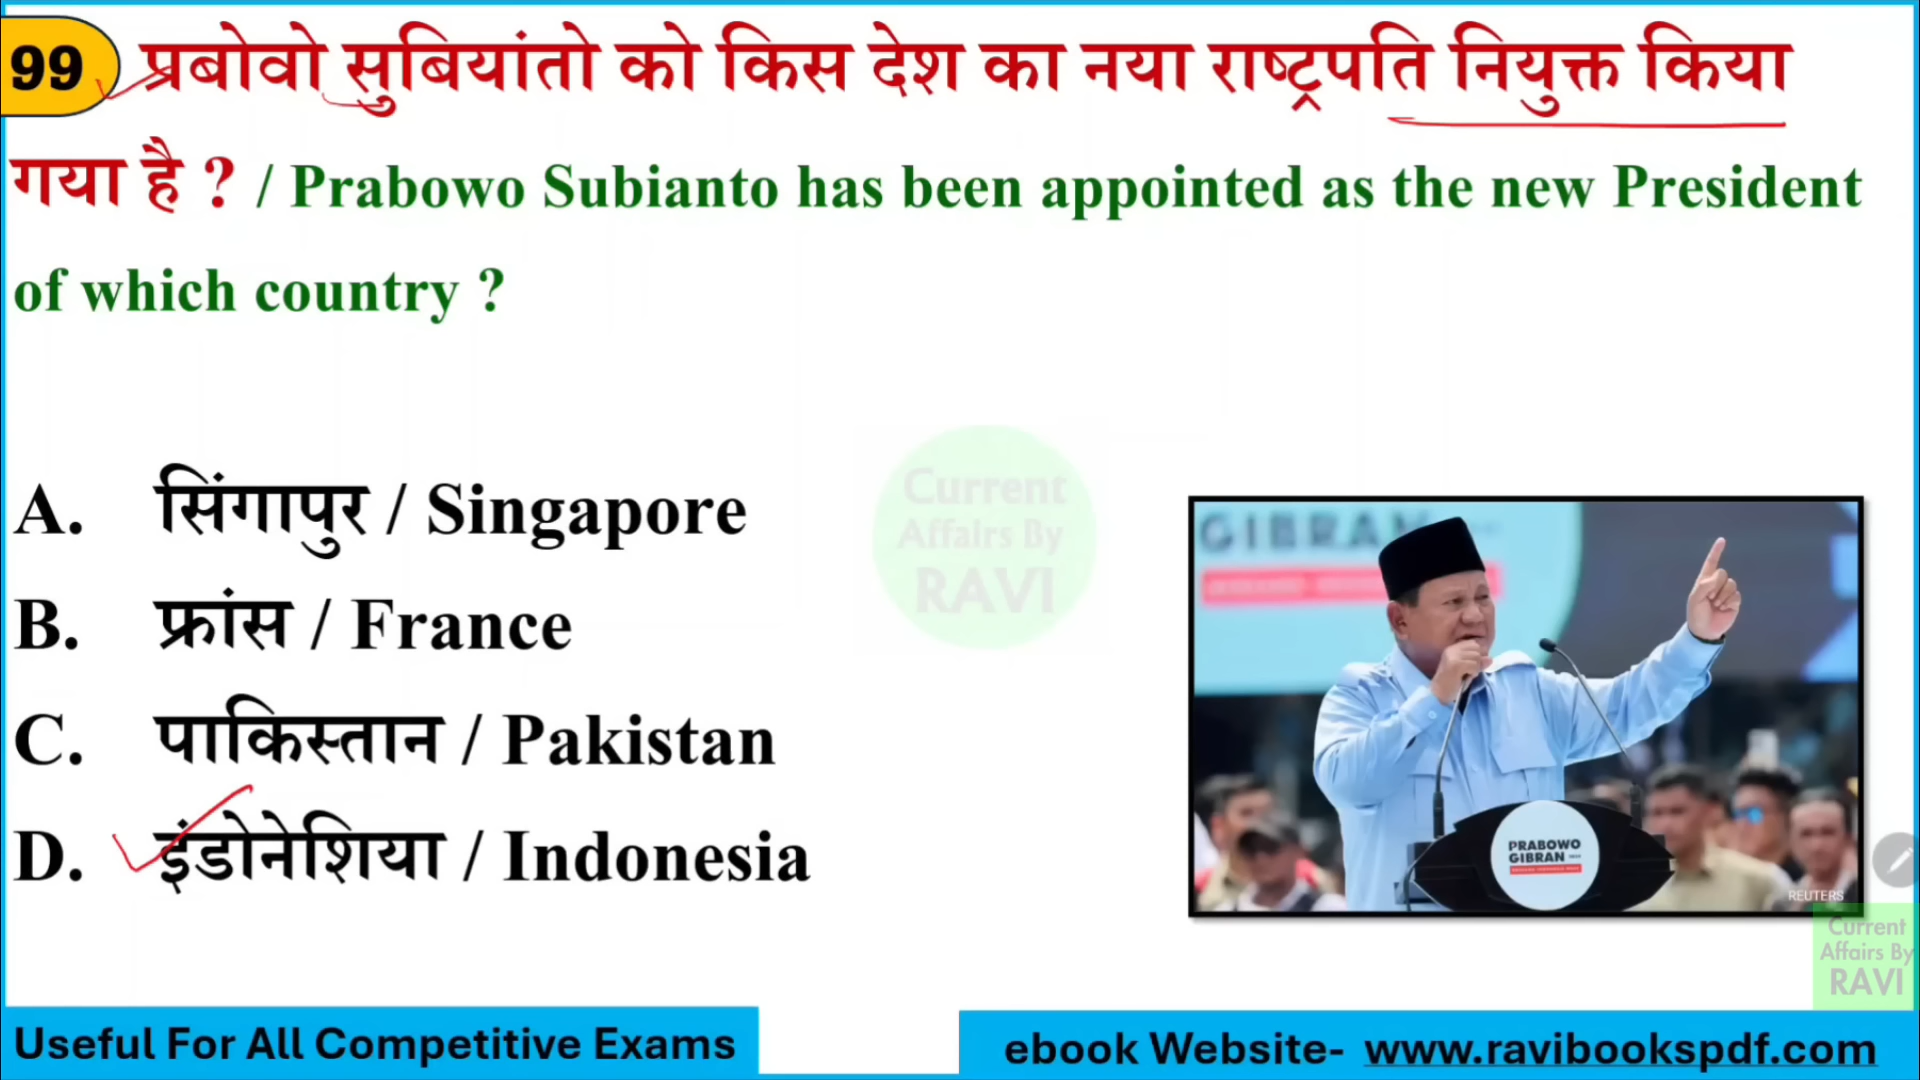 99 प्रबोवो सुबियांतो को किस देश का नया राष्ट्रपति नियुक्त किया
गया है ? / Prabowo Subianto has been appointed as the new President
of which country ?
A. सिंगापुर / Singapore
B. फ्रांस / France
C. पाकिस्तान / Pakistan
D. इंडोनेशिया / Indonesia
Current
Affairs By
RAVI
GIBRAN
PRABOWO
GIBRAN
REUTERS
Current
Affairs By
RAVI
Useful For All Competitive Exams
ebook Website- www.ravibookspdf.com